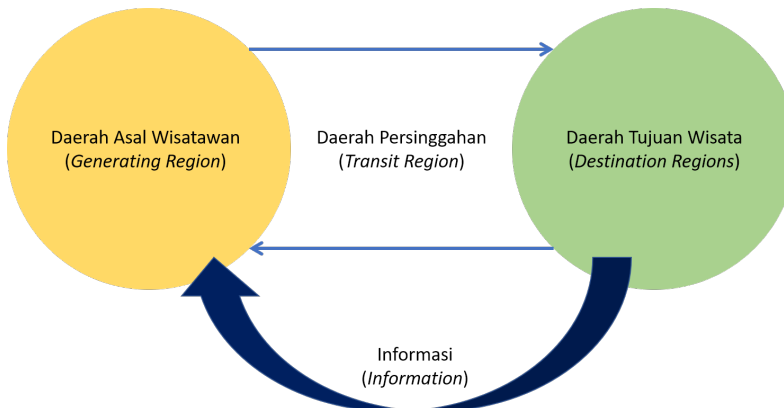 Daerah Asal Wisatawan
(Generating Region)
Daerah Persinggahan
(Transit Region)
Daerah Tujuan Wisata
(Destination Regions)
Informasi
(Information)